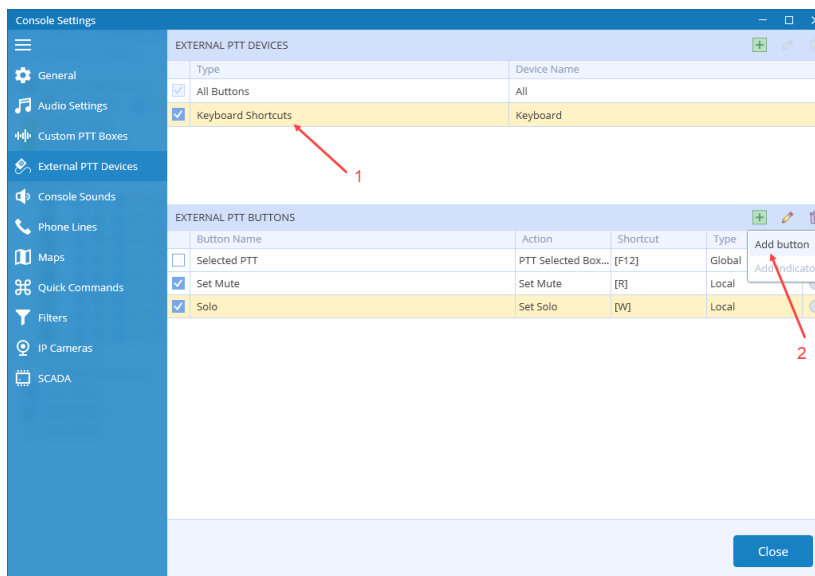 Console Settings
EXTERNAL PTT DEVICES
General
Audio Settings
Custom PTT Boxes
External PTT Devices
Console Sounds
Phone Lines
Maps
Quick Commands
Filters
IP Cameras
SCADA
Type Device Name
All Buttons All
Keyboard Shortcuts Keyboard
1
EXTERNAL PTT BUTTONS
Button Name Action Shortcut Type
Selected PTT PTT Selected Box... [F12] Global
Set Mute Set Mute [R] Local
Solo Set Solo [W] Local
Add button
Add Indicato
2
Close